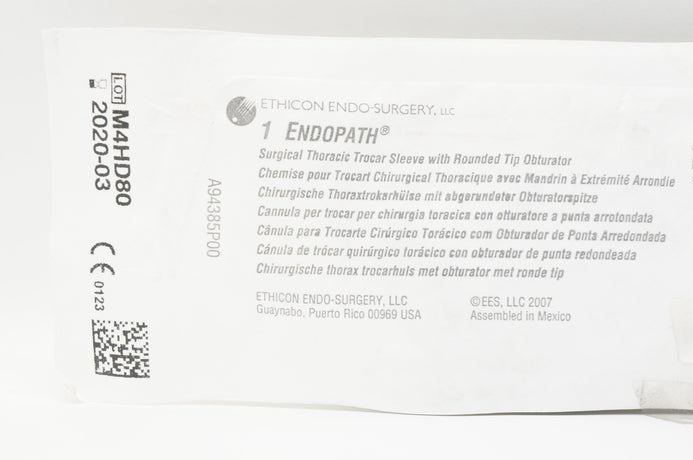 LOT M4HD80
2020-03
CE 0123
A94385P00
ETHICON ENDO-SURGERY, LLC
1 ENDOPATH®
Surgical Thoracic Trocar Sleeve with Rounded Tip Obturator
Chemise pour Trocart Chirurgical Thoracique avec Mandrin à Extrémité Arrondie
Chirurgische Thoraxtrokarhülse mit abgerundeter Obturatorspitze
Cannula per trocar per chirurgia toracica con otturatore a punta arrotondata
Cânula para Trocarte Cirúrgico Torácico com Obturador de Ponta Arredondada
Cánula de trócar quirúrgico torácico con obturador de punta redondeada
Chirurgische thorax trocarhuls met obturator met ronde tip
ETHICON ENDO-SURGERY, LLC
Guaynabo, Puerto Rico 00969 USA
©EES, LLC 2007
Assembled in Mexico